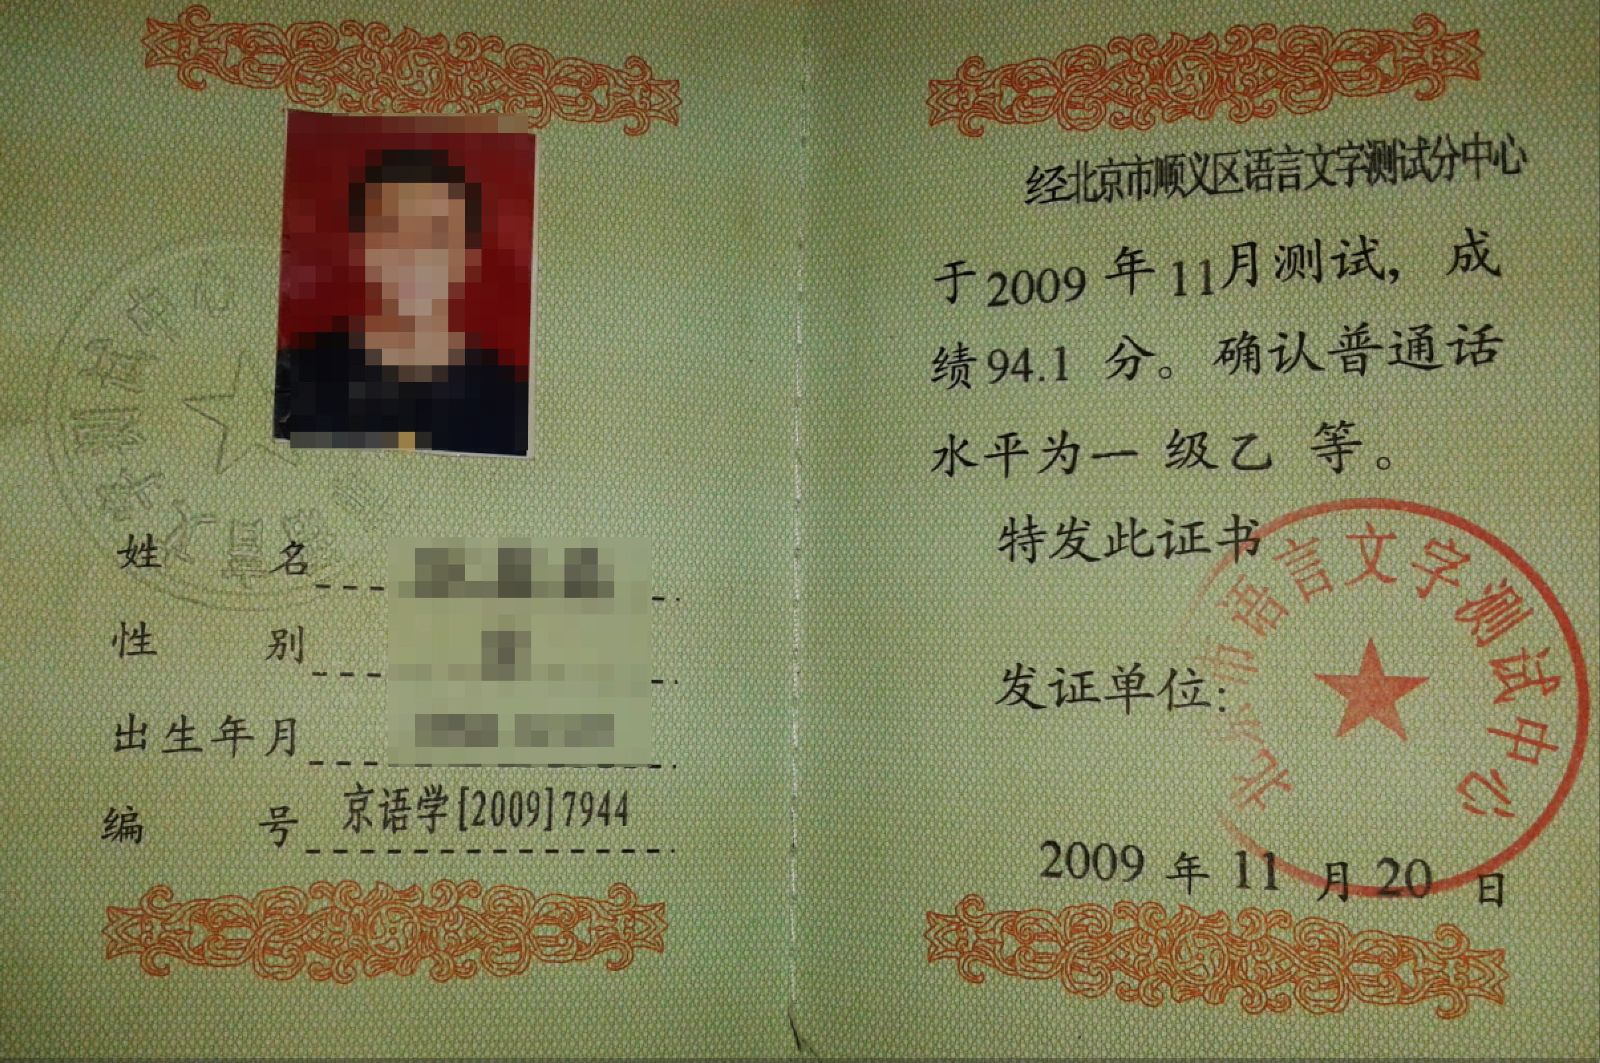 姓 名
性 别
出生年月
编 号 京语学[2009]7944
经北京市顺义区语言文字测试分中心
于2009年11月测试，成
绩94.1分。确认普通话
水平为一级乙等。
特发此证书
发证单位：
北京市语言文字测试中心
2009年11月20日